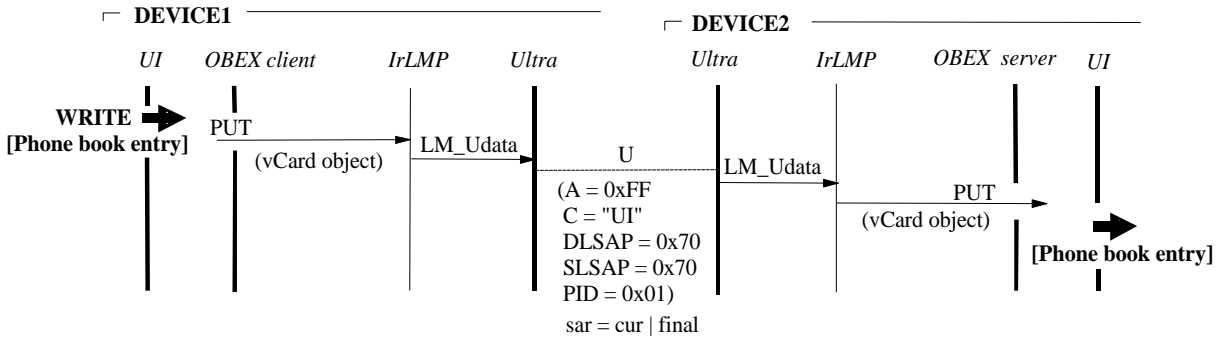 DEVICE1
DEVICE2
UI OBEX client IrLMP Ultra Ultra IrLMP OBEX server UI
WRITE
[Phone book entry]
PUT
(vCard object)
LM_Udata
U
LM_Udata
(A = 0xFF
C = "UI"
DLSAP = 0x70
SLSAP = 0x70
PID = 0x01)
sar = cur | final
PUT
(vCard object)
[Phone book entry]